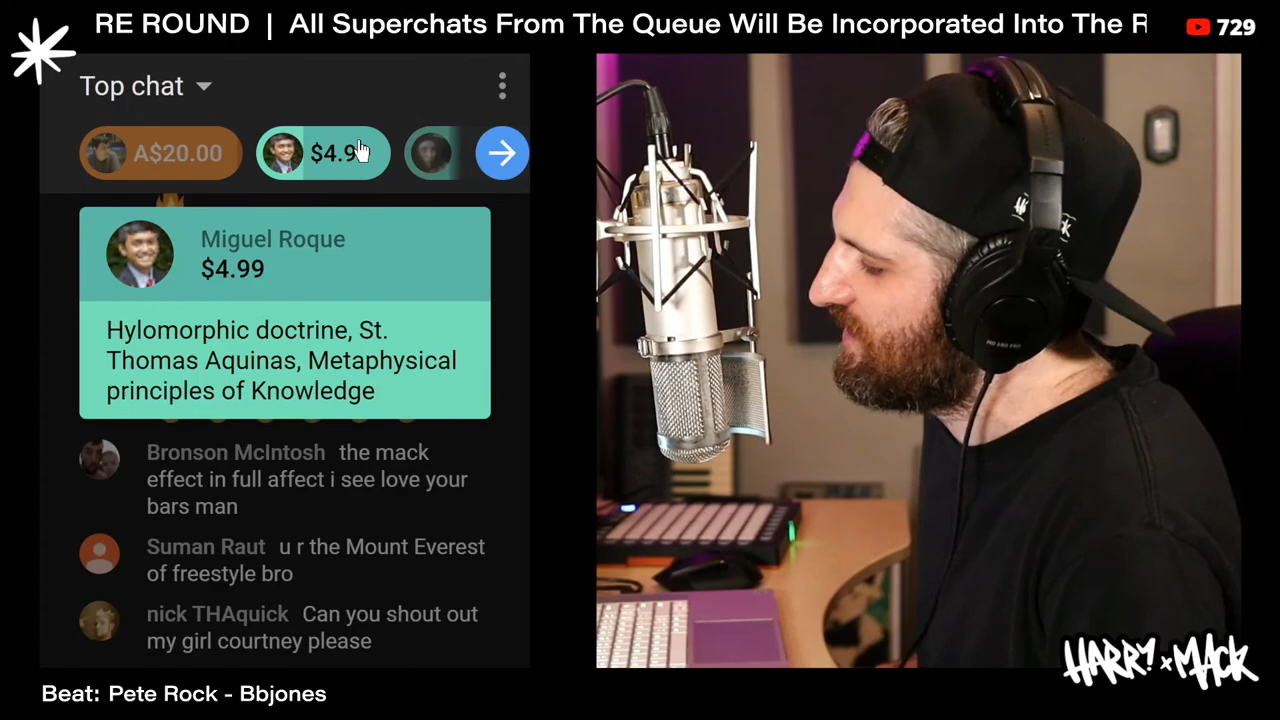 RE ROUND | All Superchats From The Queue Will Be Incorporated Into The R
729
Top chat
A$20.00
$4.9
Miguel Roque
$4.99
Hylomorphic doctrine, St.
Thomas Aquinas, Metaphysical
principles of Knowledge
Bronson McIntosh the mack
effect in full affect i see love your
bars man
Suman Raut u r the Mount Everest
of freestyle bro
nick THAquick Can you shout out
my girl courtney please
HARRY x MACK
Beat: Pete Rock - Bbjones